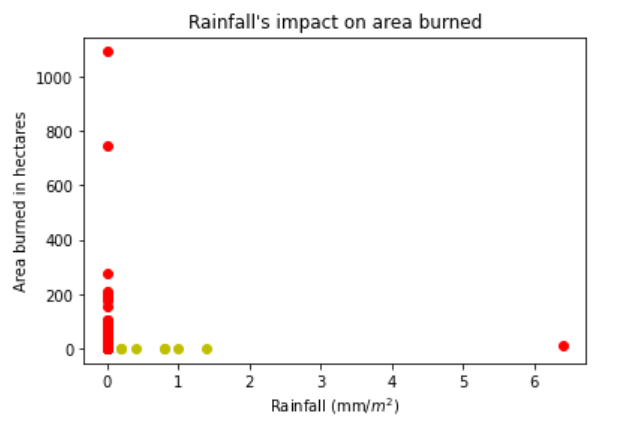 Rainfall's impact on area burned
Area burned in hectares
1000
800
600
400
200
0
0 1 2 3 4 5 6
Rainfall (mm/m²)